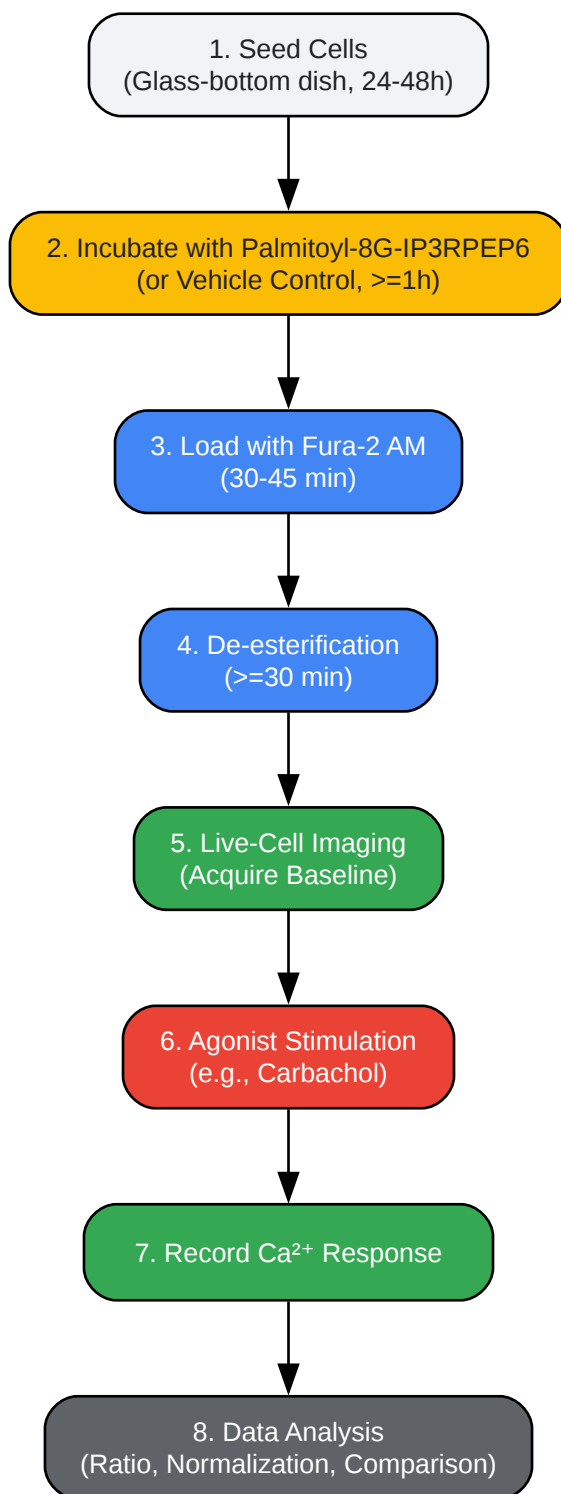 1. Seed Cells
(Glass-bottom dish, 24-48h)
2. Incubate with Palmitoyl-8G-IP3RPEP6
(or Vehicle Control, >=1h)
3. Load with Fura-2 AM
(30-45 min)
4. De-esterification
(>=30 min)
5. Live-Cell Imaging
(Acquire Baseline)
6. Agonist Stimulation
(e.g., Carbachol)
7. Record Ca²⁺ Response
8. Data Analysis
(Ratio, Normalization, Comparison)